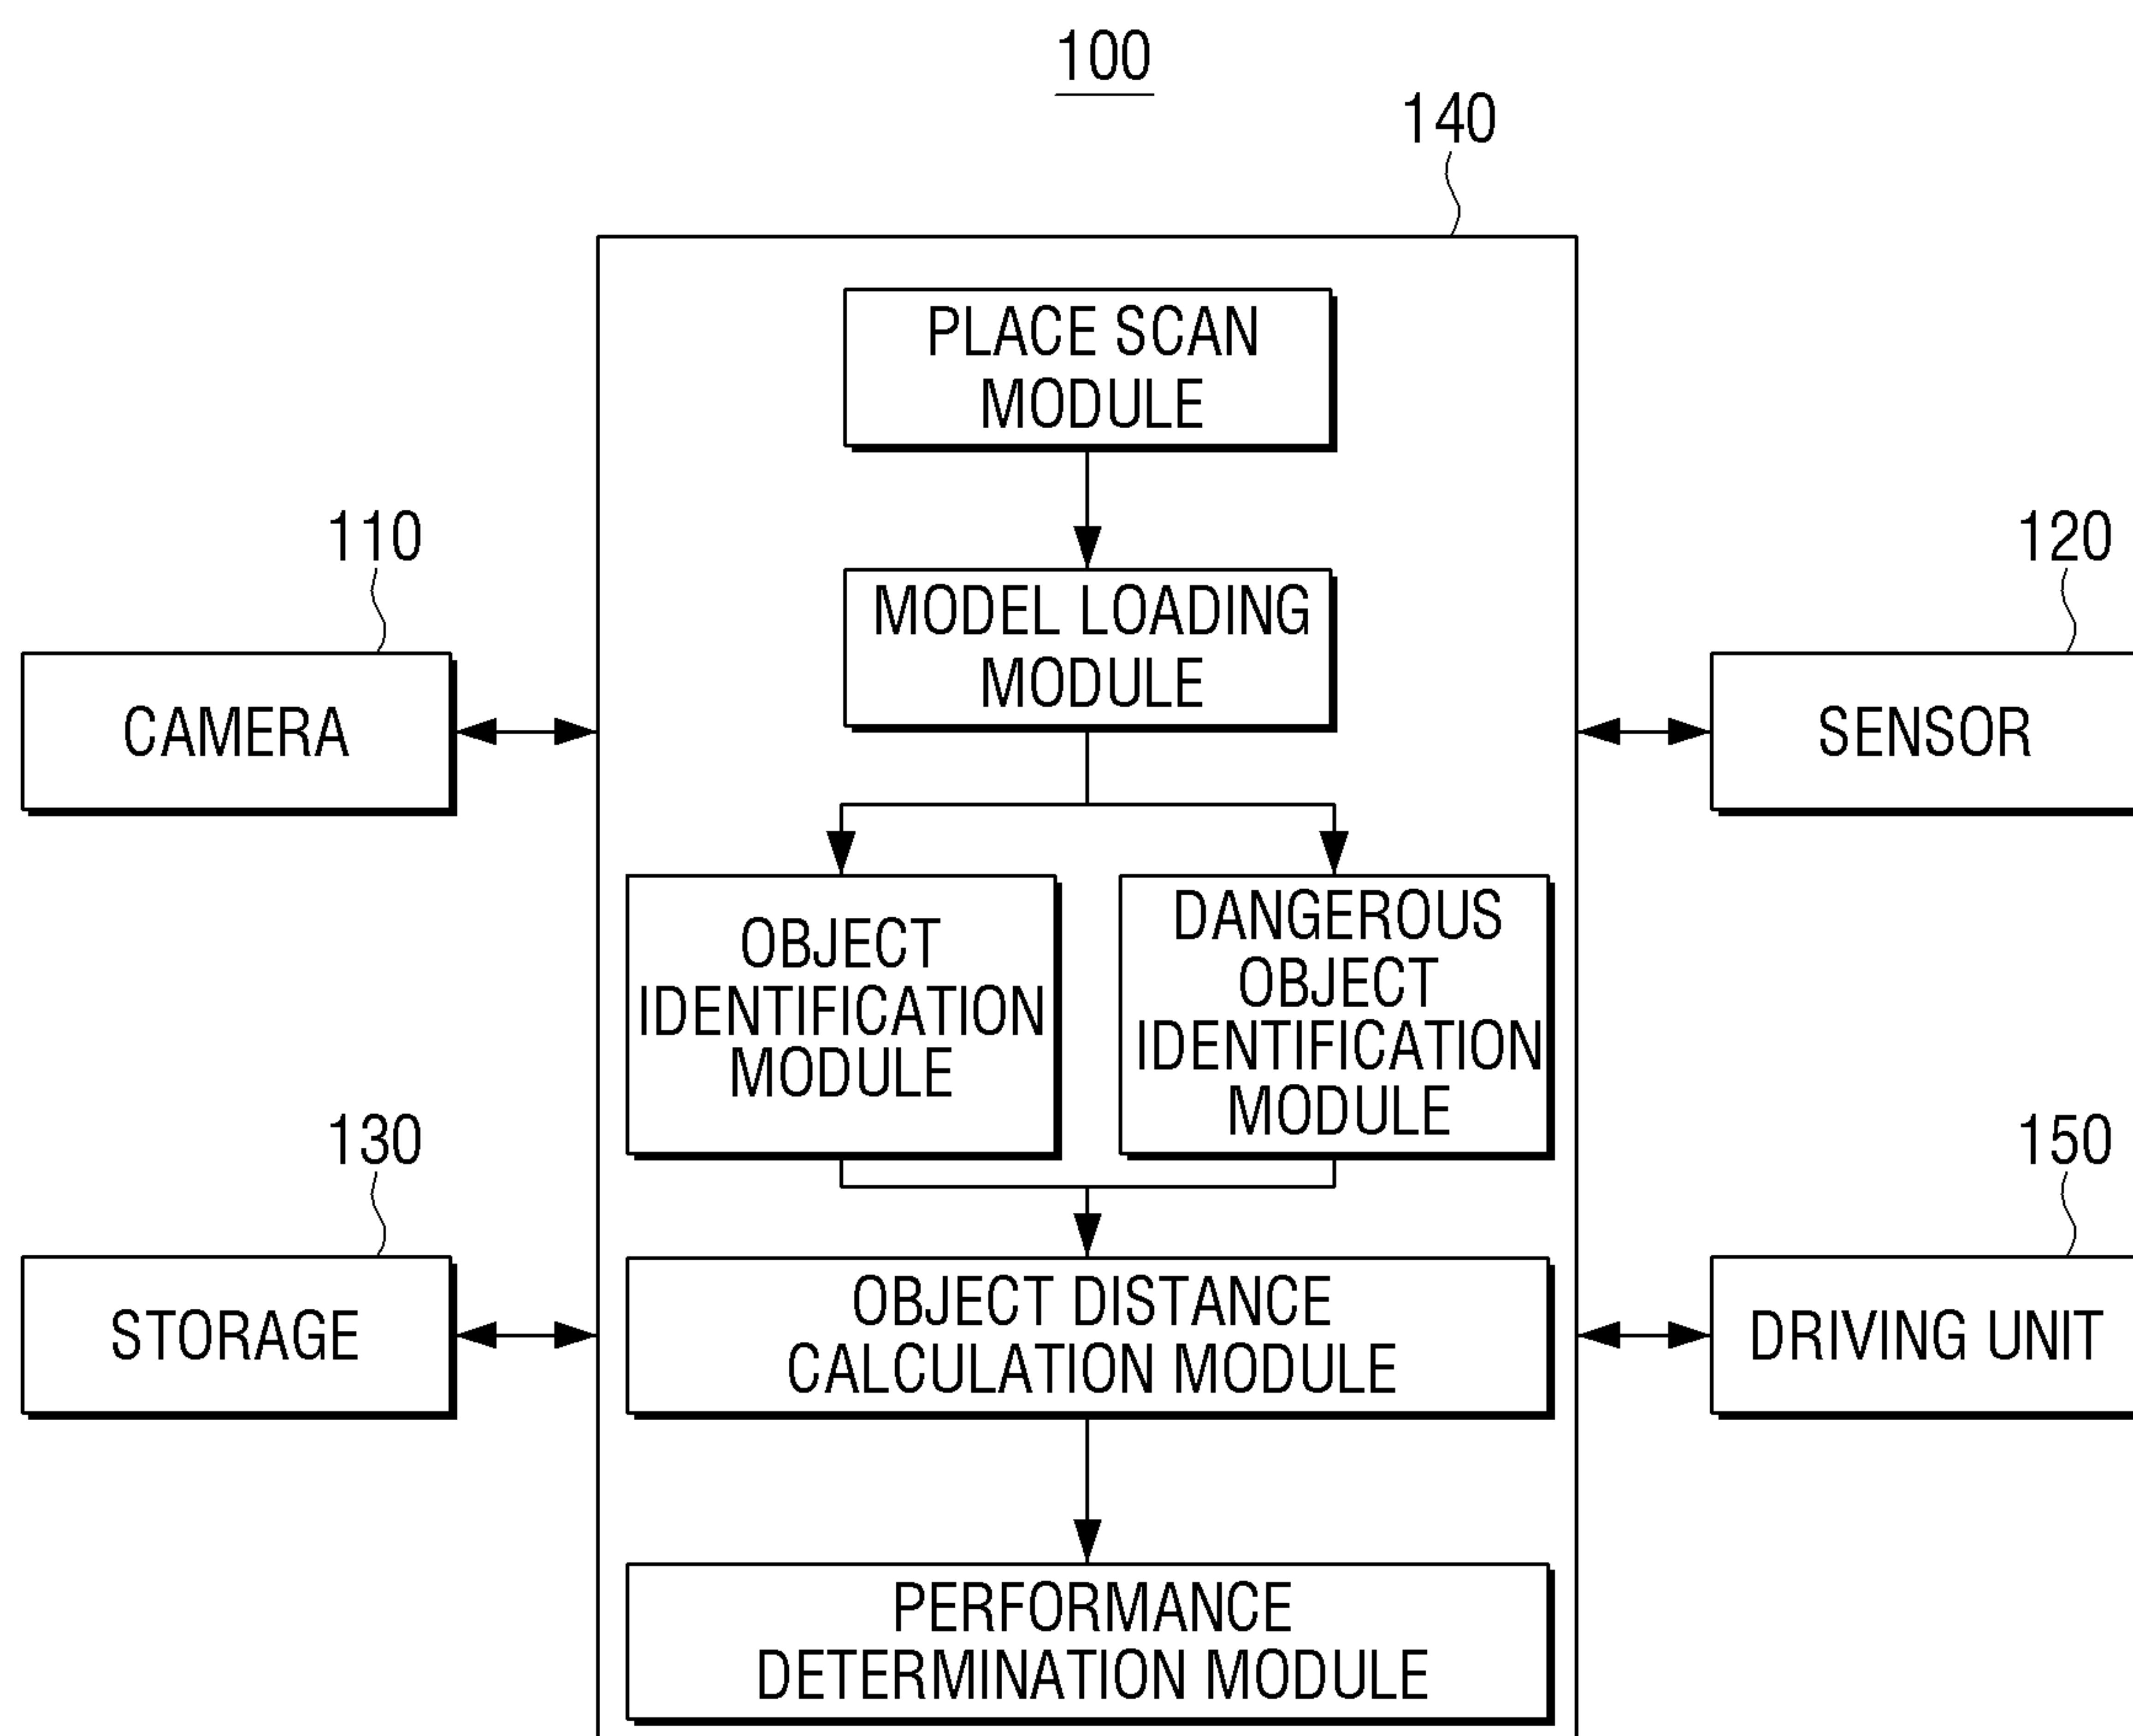 100
140
PLACE SCAN
MODULE
110
120
MODEL LOADING
MODULE
CAMERA
SENSOR
OBJECT
IDENTIFICATION
MODULE
DANGEROUS
OBJECT
IDENTIFICATION
MODULE
130
150
STORAGE
OBJECT DISTANCE
CALCULATION MODULE
DRIVING UNIT
PERFORMANCE
DETERMINATION MODULE